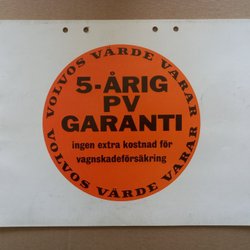 VOLVOS VÄRDE VARAR
5-ÅRIG
PV
GARANTI
ingen extra kostnad för
vagnskadeförsäkring
VOLVOS VÄRDE VARAR